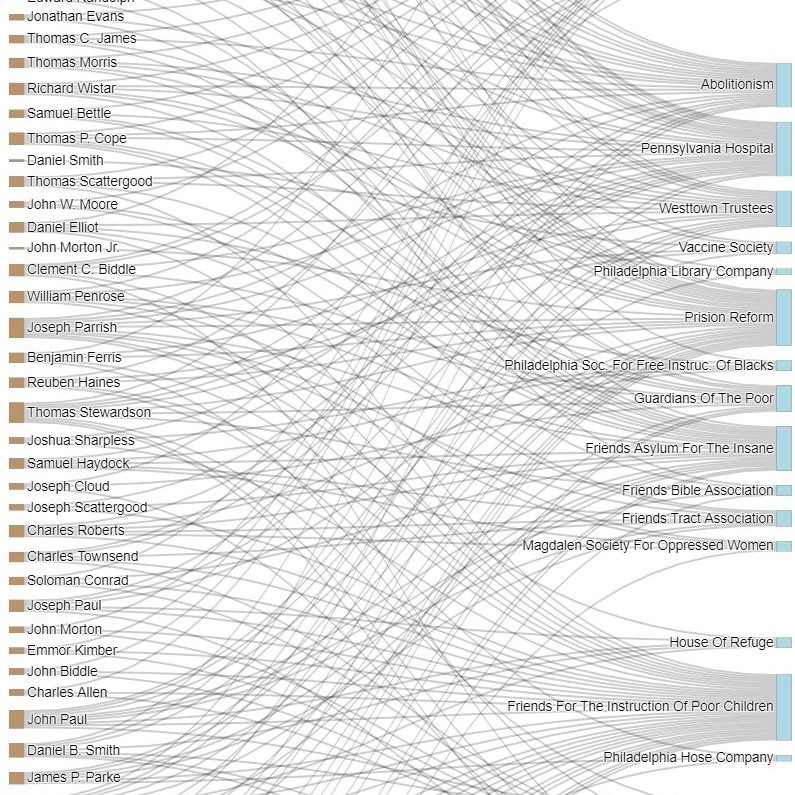 Edward Randolph
Jonathan Evans
Thomas C. James
Thomas Morris
Richard Wistar
Samuel Bettle
Thomas P. Cope
Daniel Smith
Thomas Scattergood
John W. Moore
Daniel Elliot
John Morton Jr.
Clement C. Biddle
William Penrose
Joseph Parrish
Benjamin Ferris
Reuben Haines
Thomas Stewardson
Joshua Sharpless
Samuel Haydock
Joseph Cloud
Joseph Scattergood
Charles Roberts
Charles Townsend
Soloman Conrad
Joseph Paul
John Morton
Emmor Kimber
John Biddle
Charles Allen
John Paul
Daniel B. Smith
James P. Parke
Abolitionism
Pennsylvania Hospital
Westtown Trustees
Vaccine Society
Philadelphia Library Company
Prision Reform
Philadelphia Soc. For Free Instruc. Of Blacks
Guardians Of The Poor
Friends Asylum For The Insane
Friends Bible Association
Friends Tract Association
Magdalen Society For Oppressed Women
House Of Refuge
Friends For The Instruction Of Poor Children
Philadelphia Hose Company